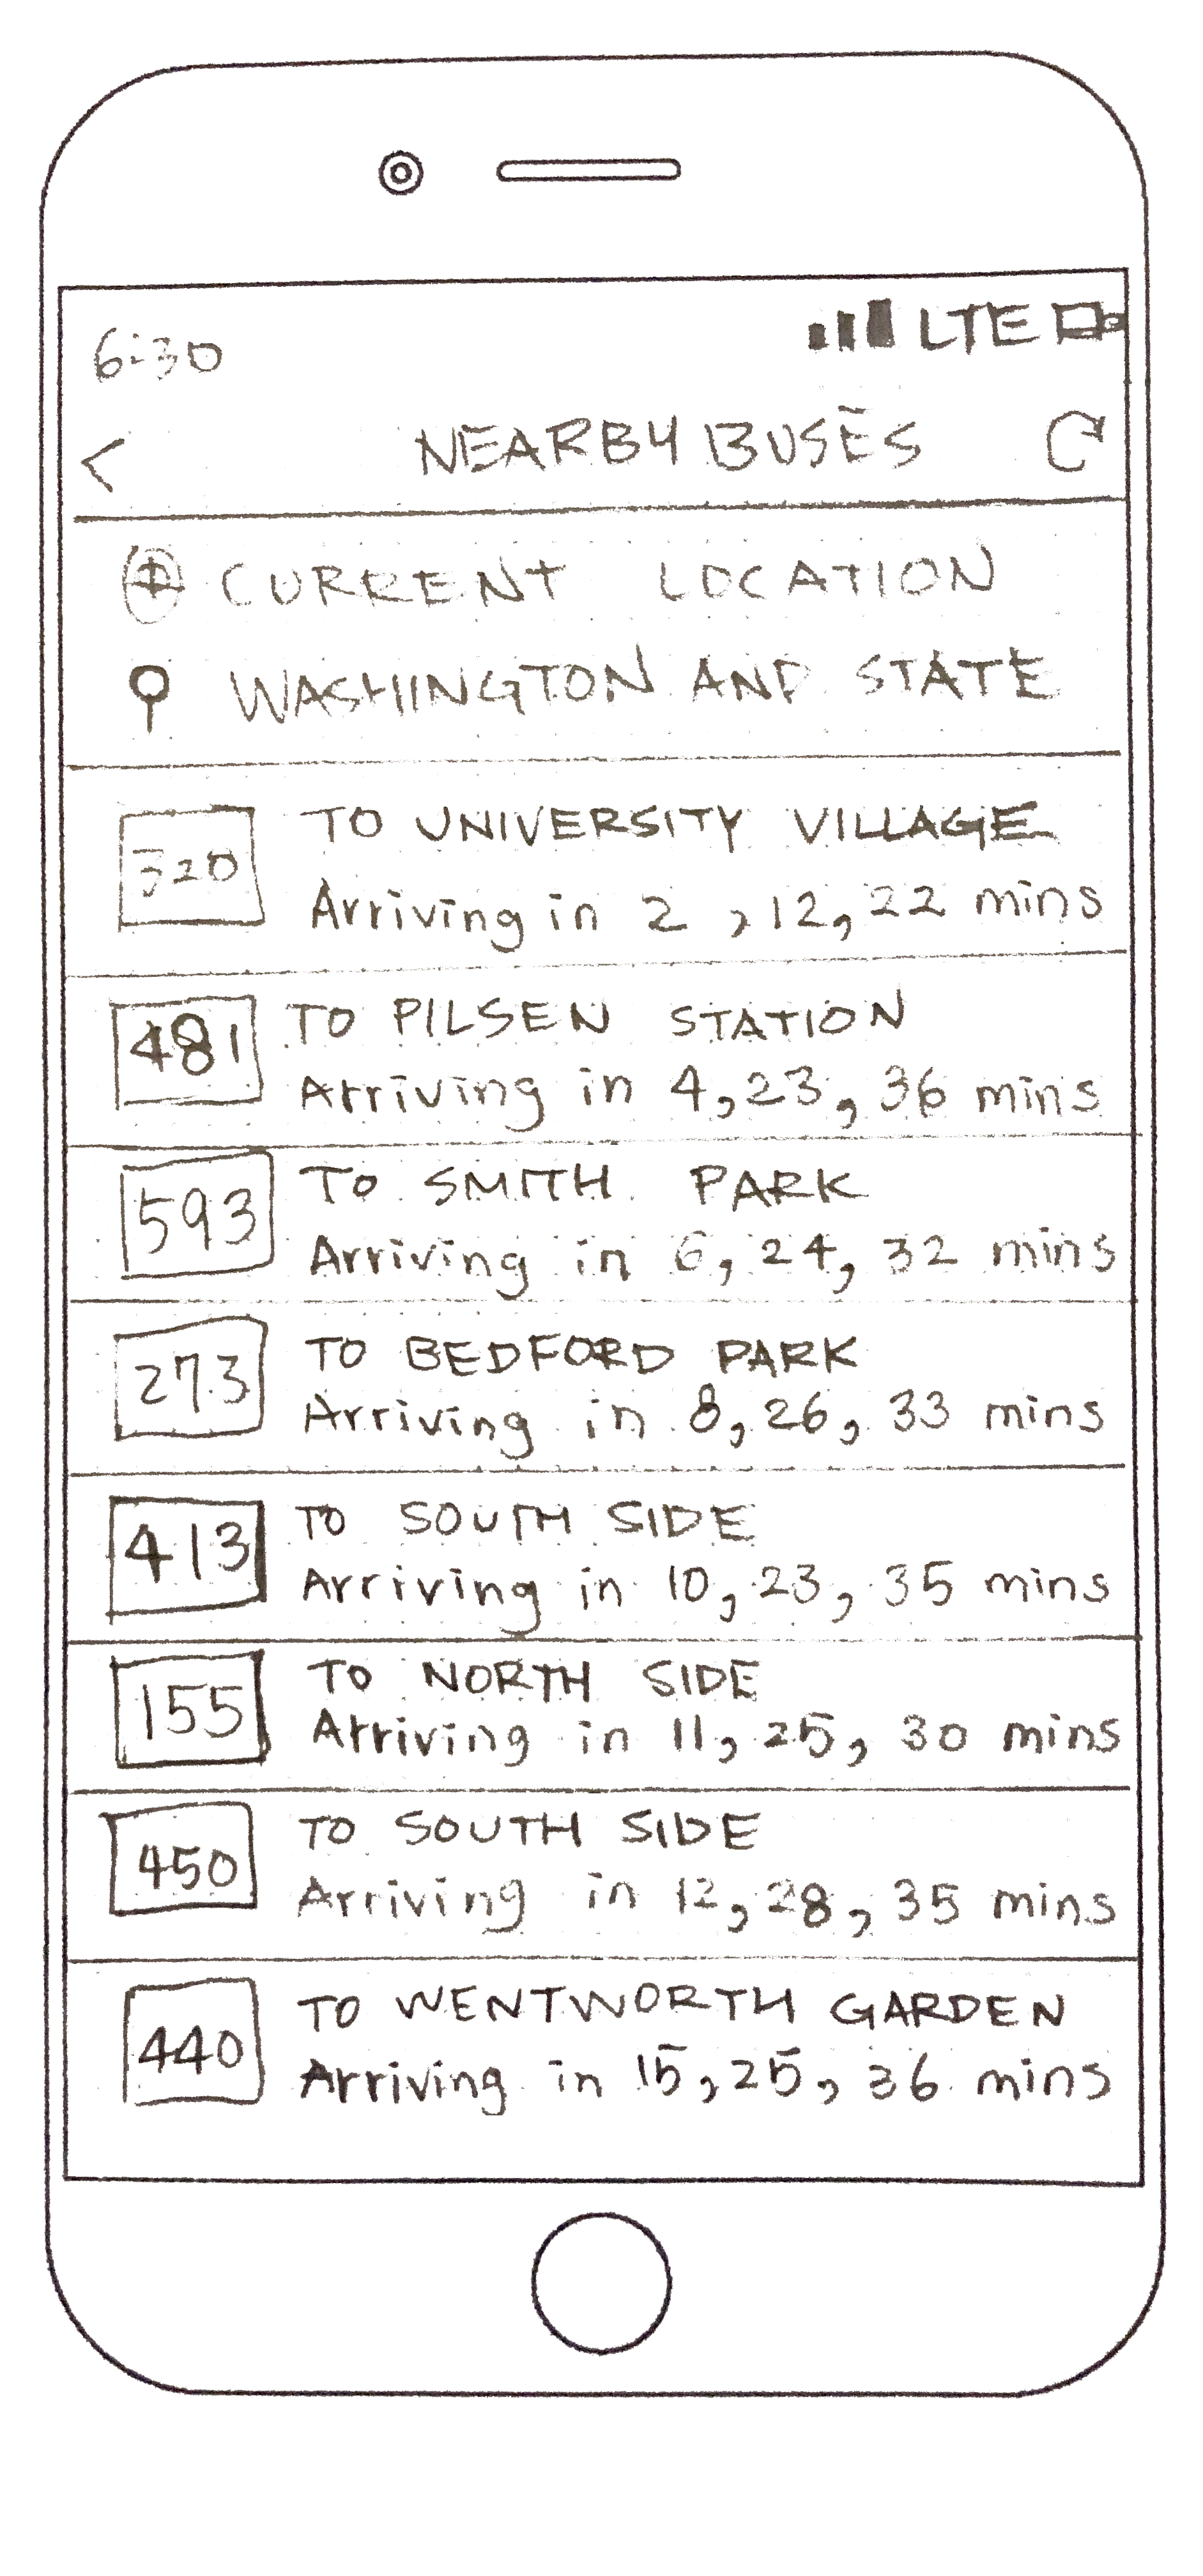 6:30 LTE
NEARBY BUSES
CURRENT LOCATION
WASHINGTON AND STATE
320 TO UNIVERSITY VILLAGE
Arriving in 2, 12, 22 mins
481 TO PILSEN STATION
Arriving in 4, 23, 36 mins
593 TO SMITH PARK
Arriving in 6, 24, 32 mins
273 TO BEDFORD PARK
Arriving in 8, 26, 33 mins
413 TO SOUTH SIDE
Arriving in 10, 23, 35 mins
155 TO NORTH SIDE
Arriving in 11, 25, 30 mins
450 TO SOUTH SIDE
Arriving in 12, 28, 35 mins
440 TO WENTWORTH GARDEN
Arriving in 15, 25, 36 mins